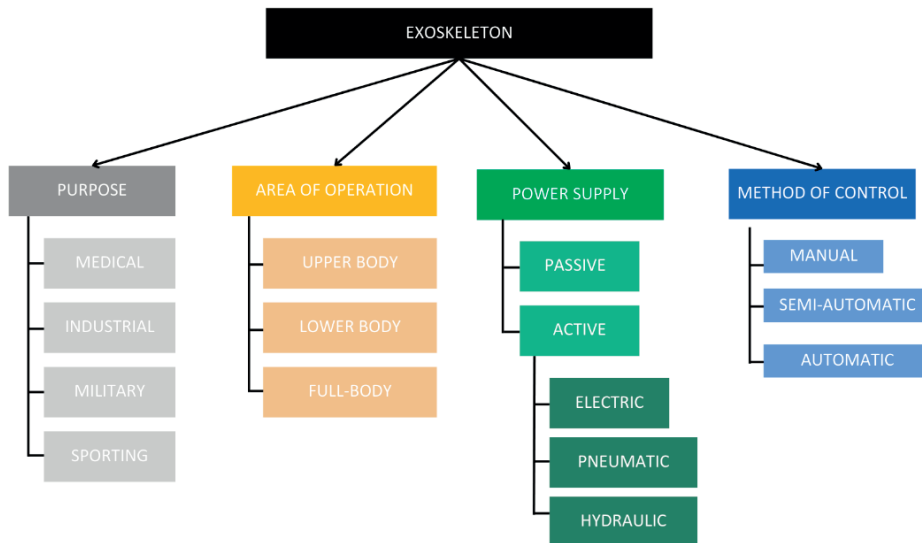 EXOSKELETON
PURPOSE
MEDICAL
INDUSTRIAL
MILITARY
SPORTING
AREA OF OPERATION
UPPER BODY
LOWER BODY
FULL-BODY
POWER SUPPLY
PASSIVE
ACTIVE
ELECTRIC
PNEUMATIC
HYDRAULIC
METHOD OF CONTROL
MANUAL
SEMI-AUTOMATIC
AUTOMATIC